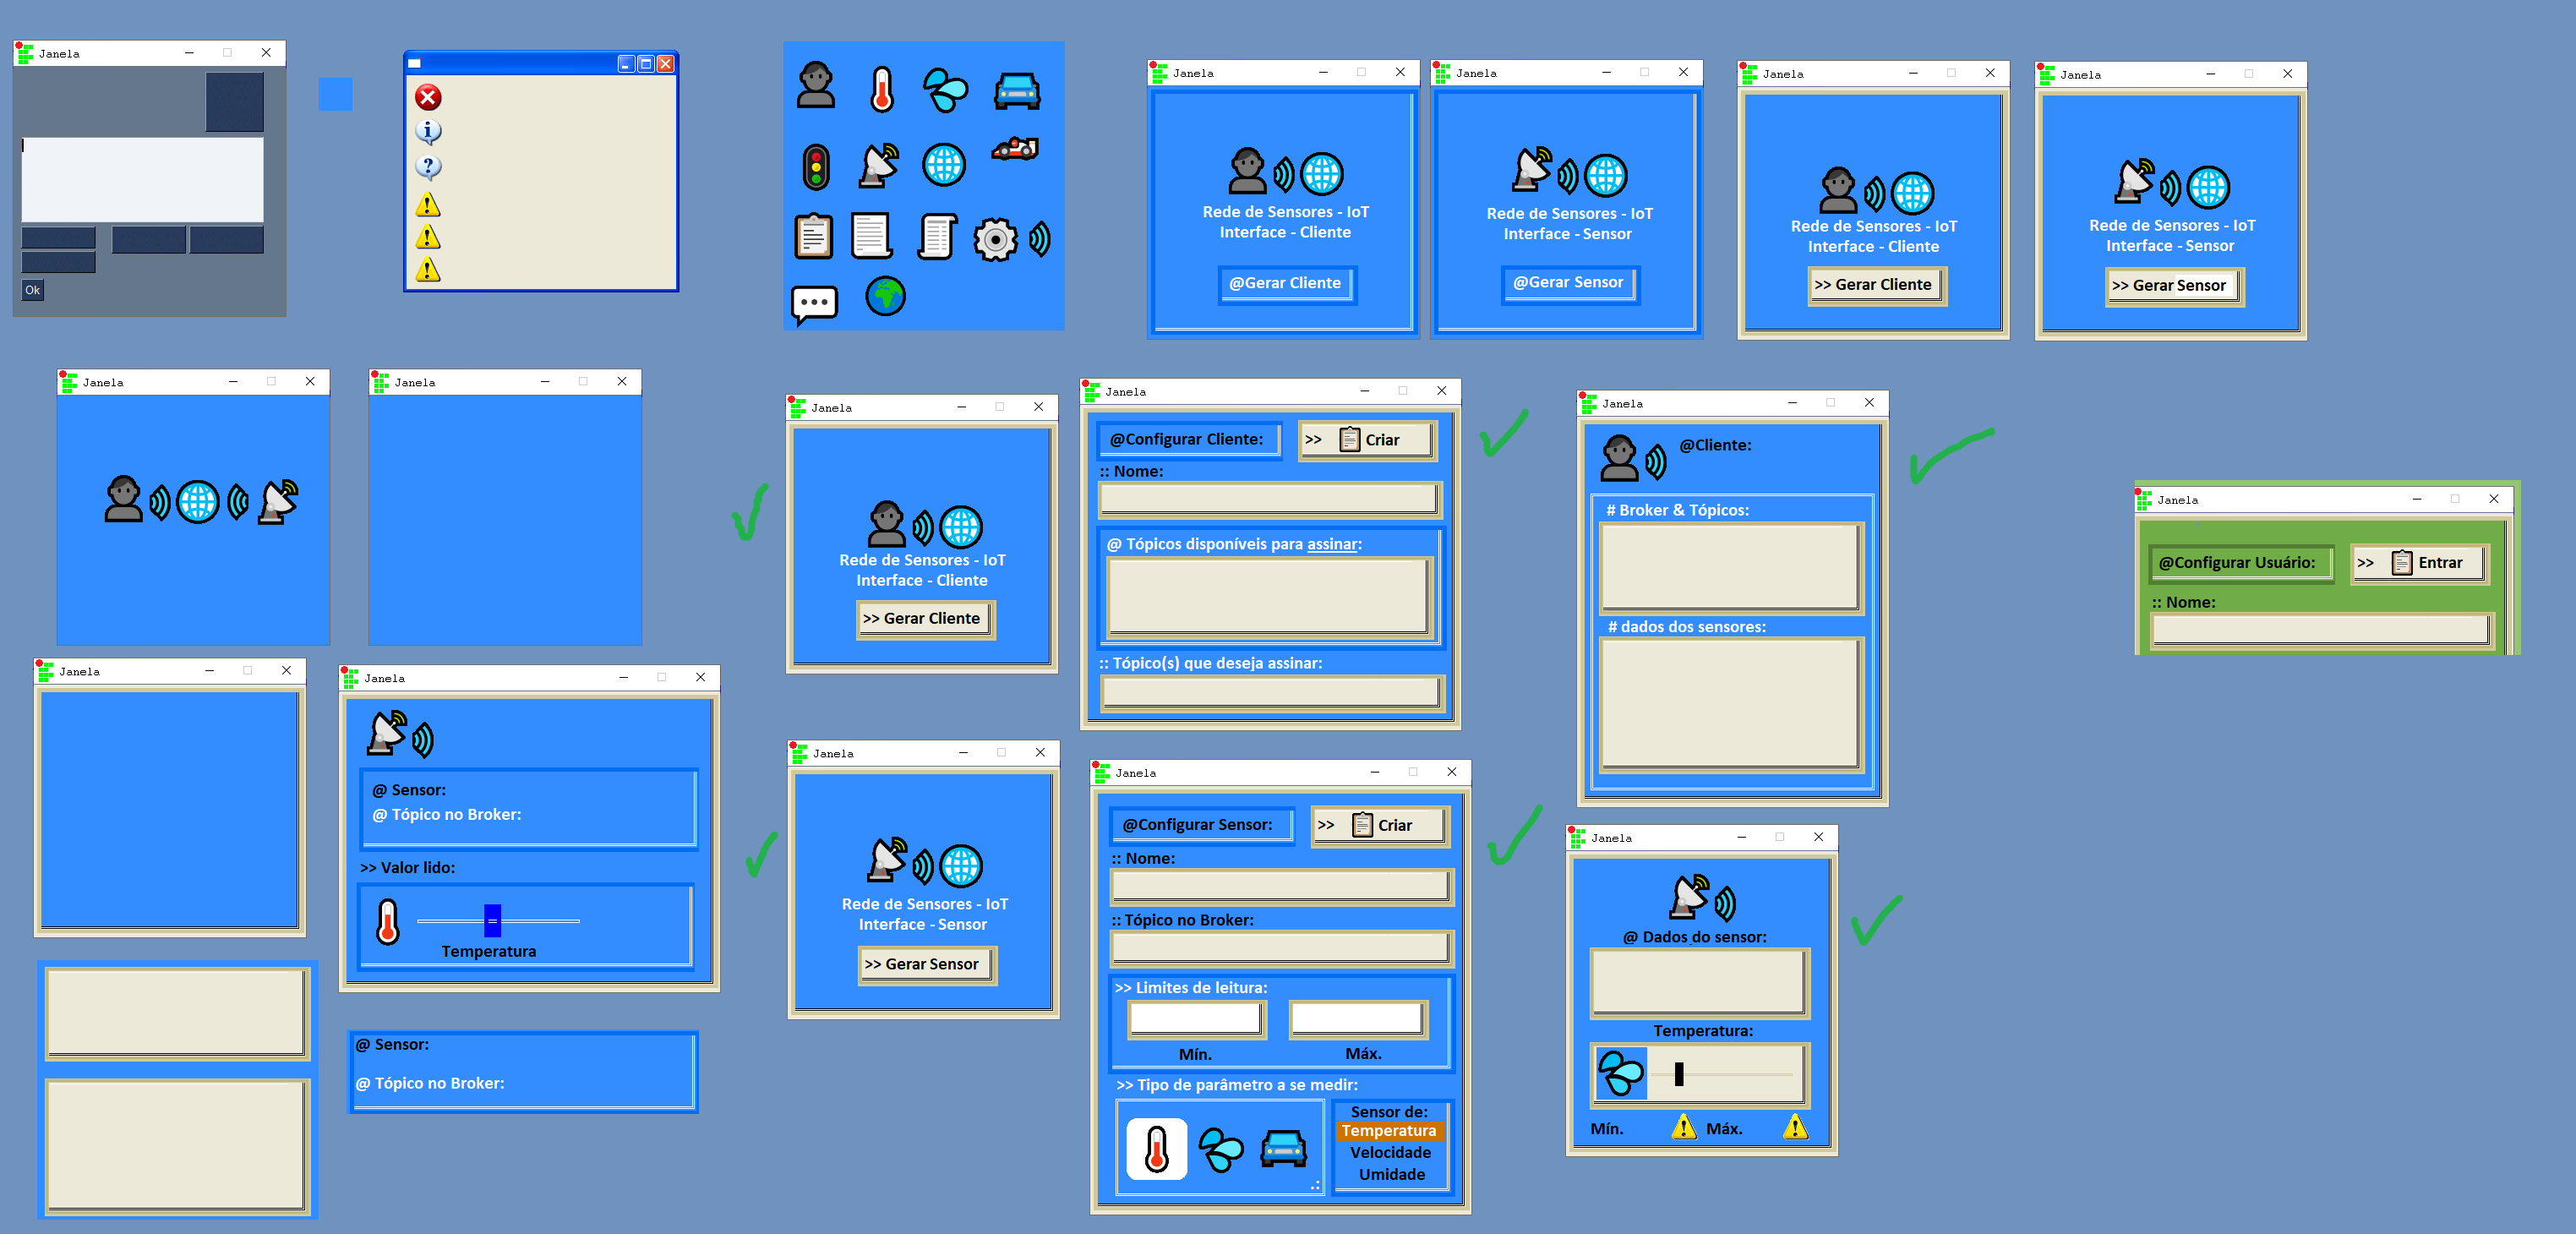 Janela
Ok
Janela
Rede de Sensores - IoT
Interface - Cliente
@Gerar Cliente
Janela
Rede de Sensores - IoT
Interface - Sensor
@Gerar Sensor
Janela
Rede de Sensores - IoT
Interface - Cliente
>> Gerar Cliente
Janela
Rede de Sensores - IoT
Interface - Sensor
>> Gerar Sensor
Janela
Janela
Janela
Rede de Sensores - IoT
Interface - Cliente
>> Gerar Cliente
Janela
@Configurar Cliente:
>> Criar
:: Nome:
@ Tópicos disponíveis para assinar:
:: Tópico(s) que deseja assinar:
Janela
@Cliente:
# Broker & Tópicos:
# dados dos sensores:
Janela
@Configurar Usuário:
>> Entrar
:: Nome:
Janela
Janela
@ Sensor:
@ Tópico no Broker:
>> Valor lido:
Temperatura
@ Sensor:
@ Tópico no Broker:
Janela
Rede de Sensores - IoT
Interface - Sensor
>> Gerar Sensor
Janela
@Configurar Sensor:
>> Criar
:: Nome:
:: Tópico no Broker:
>> Limites de leitura:
Mín.
Máx.
>> Tipo de parâmetro a se medir:
Sensor de:
Temperatura
Velocidade
Umidade
Janela
@ Dados do sensor:
Temperatura:
Mín.
Máx.